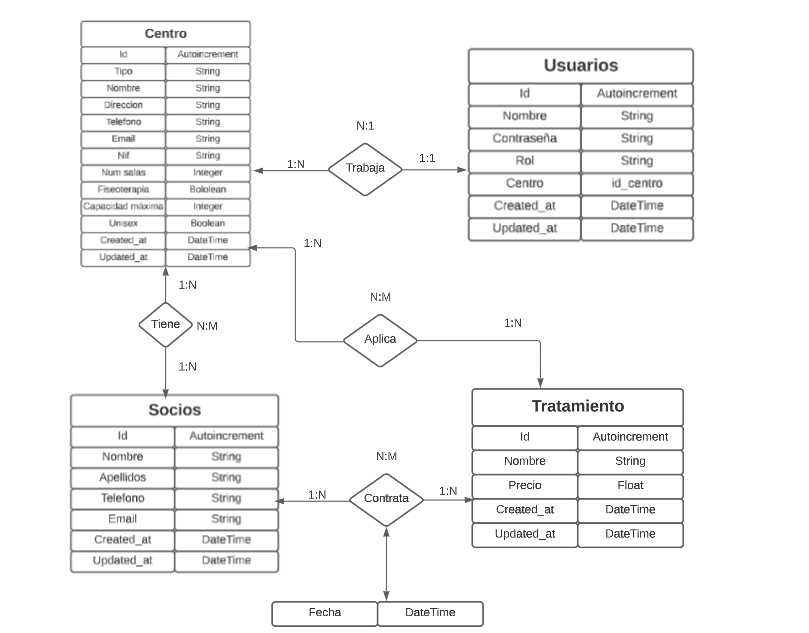 Centro
Id Autoincrement
Tipo String
Nombre String
Direccion String
Telefono String
Email String
Nif String
Num salas Integer
Fiseoterapia Bololean
Capacidad máxima Integer
Unisex Boolean
Created_at DateTime
Updated_at DateTime
Usuarios
Id Autoincrement
Nombre String
Contraseña String
Rol String
Centro id_centro
Created_at DateTime
Updated_at DateTime
N:1
1:N Trabaja 1:1
1:N
1:N
Tiene N:M
1:N
N:M
Aplica
1:N
Socios
Id Autoincrement
Nombre String
Apellidos String
Telefono String
Email String
Created_at DateTime
Updated_at DateTime
Tratamiento
Id Autoincrement
Nombre String
Precio Float
Created_at DateTime
Updated_at DateTime
N:M
1:N Contrata 1:N
Fecha DateTime